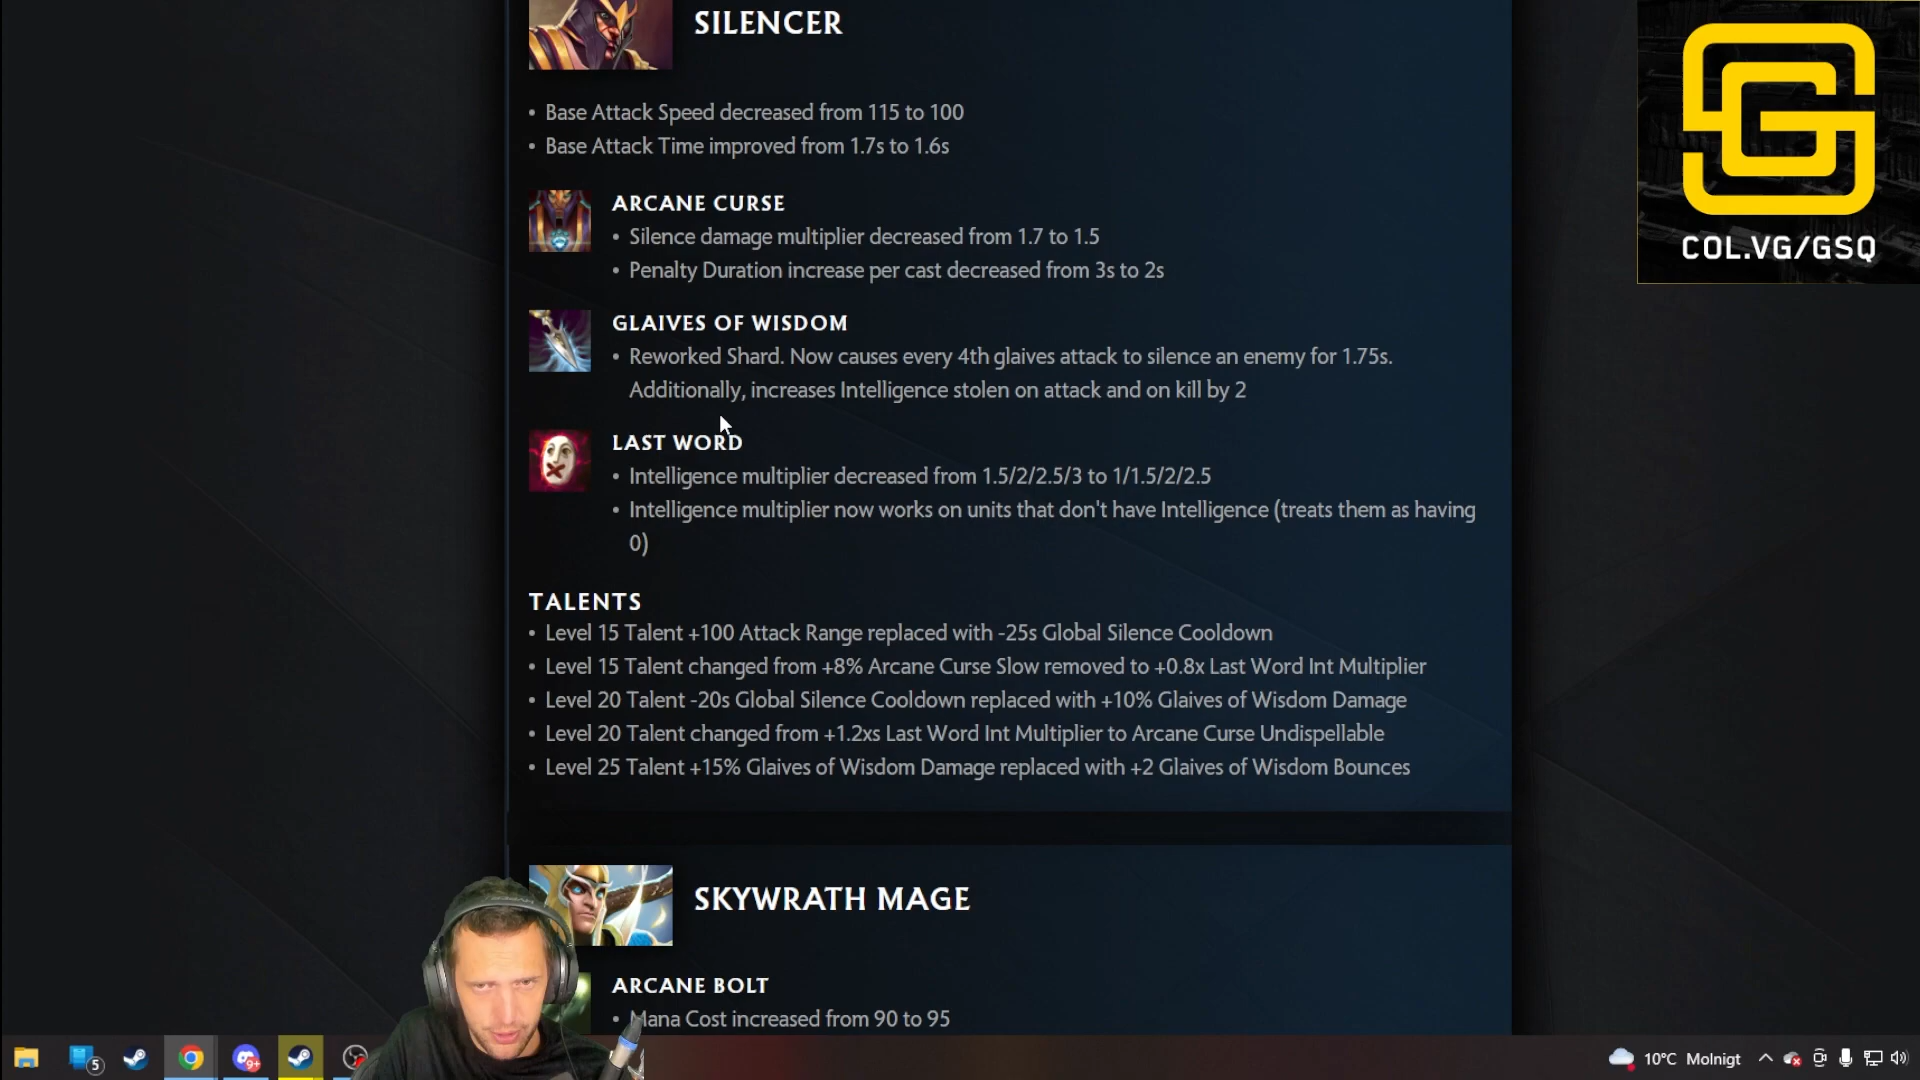 SILENCER
COL.VG/GSQ
• Base Attack Speed decreased from 115 to 100
• Base Attack Time improved from 1.7s to 1.6s
ARCANE CURSE
• Silence damage multiplier decreased from 1.7 to 1.5
• Penalty Duration increase per cast decreased from 3s to 2s
GLAIVES OF WISDOM
• Reworked Shard. Now causes every 4th glaives attack to silence an enemy for 1.75s.
Additionally, increases Intelligence stolen on attack and on kill by 2
LAST WORD
• Intelligence multiplier decreased from 1.5/2/2.5/3 to 1/1.5/2/2.5
• Intelligence multiplier now works on units that don't have Intelligence (treats them as having
0)
TALENTS
• Level 15 Talent +100 Attack Range replaced with -25s Global Silence Cooldown
• Level 15 Talent changed from +8% Arcane Curse Slow removed to +0.8x Last Word Int Multiplier
• Level 20 Talent -20s Global Silence Cooldown replaced with +10% Glaives of Wisdom Damage
• Level 20 Talent changed from +1.2xs Last Word Int Multiplier to Arcane Curse Undispellable
• Level 25 Talent +15% Glaives of Wisdom Damage replaced with +2 Glaives of Wisdom Bounces
SKYWRATH MAGE
ARCANE BOLT
• Mana Cost increased from 90 to 95
5
9+
10°C Molnigt